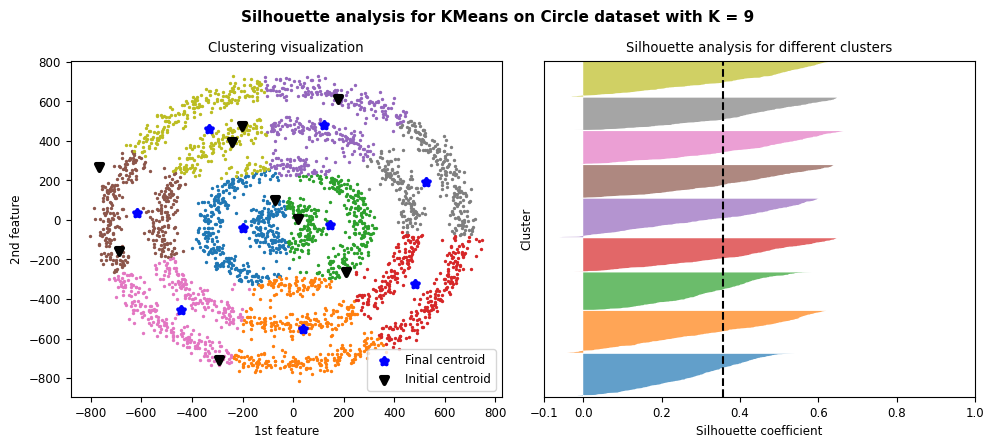 Silhouette analysis for KMeans on Circle dataset with K = 9
Clustering visualization
800
600
400
200
0
−200
−400
−600
−800
2nd feature
−800 −600 −400 −200 0 200 400 600 800
1st feature
Final centroid
Initial centroid
Silhouette analysis for different clusters
Cluster
−0.1 0.0 0.2 0.4 0.6 0.8 1.0
Silhouette coefficient